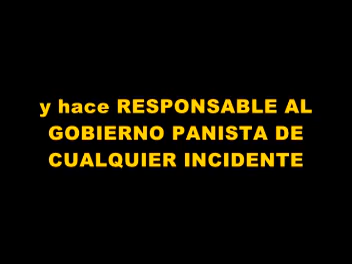 y hace RESPONSABLE AL
GOBIERNO PANISTA DE
CUALQUIER INCIDENTE